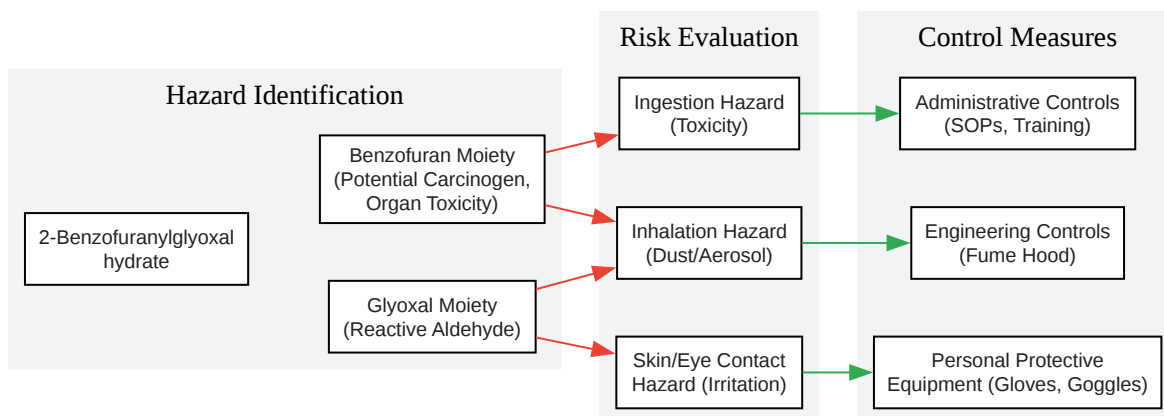 Hazard Identification
2-Benzofuranylglyoxal
hydrate
Benzofuran Moiety
(Potential Carcinogen,
Organ Toxicity)
Glyoxal Moiety
(Reactive Aldehyde)
Risk Evaluation
Ingestion Hazard
(Toxicity)
Inhalation Hazard
(Dust/Aerosol)
Skin/Eye Contact
Hazard (Irritation)
Control Measures
Administrative Controls
(SOPs, Training)
Engineering Controls
(Fume Hood)
Personal Protective
Equipment (Gloves, Goggles)